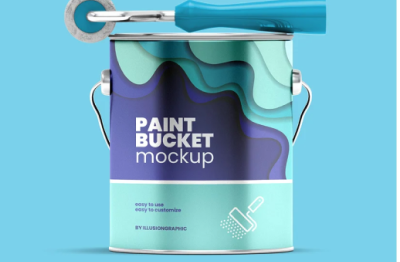 PAINT
BUCKET
mockup
easy to use
easy to customize
BY ILLUSIONGRAPHIC